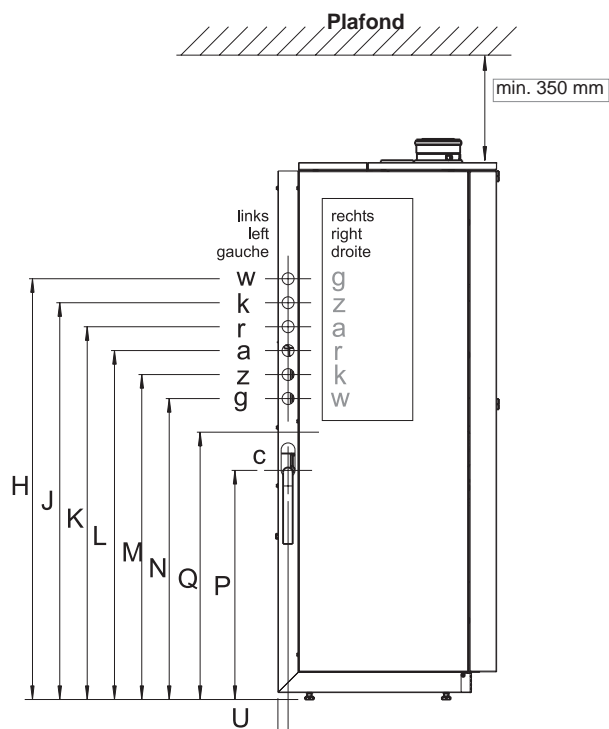 Plafond
min. 350 mm
links rechts
left right
gauche droite
w g
k z
r a
a r
z k
g w
c
H
J
K
L
M
N
Q
P
U